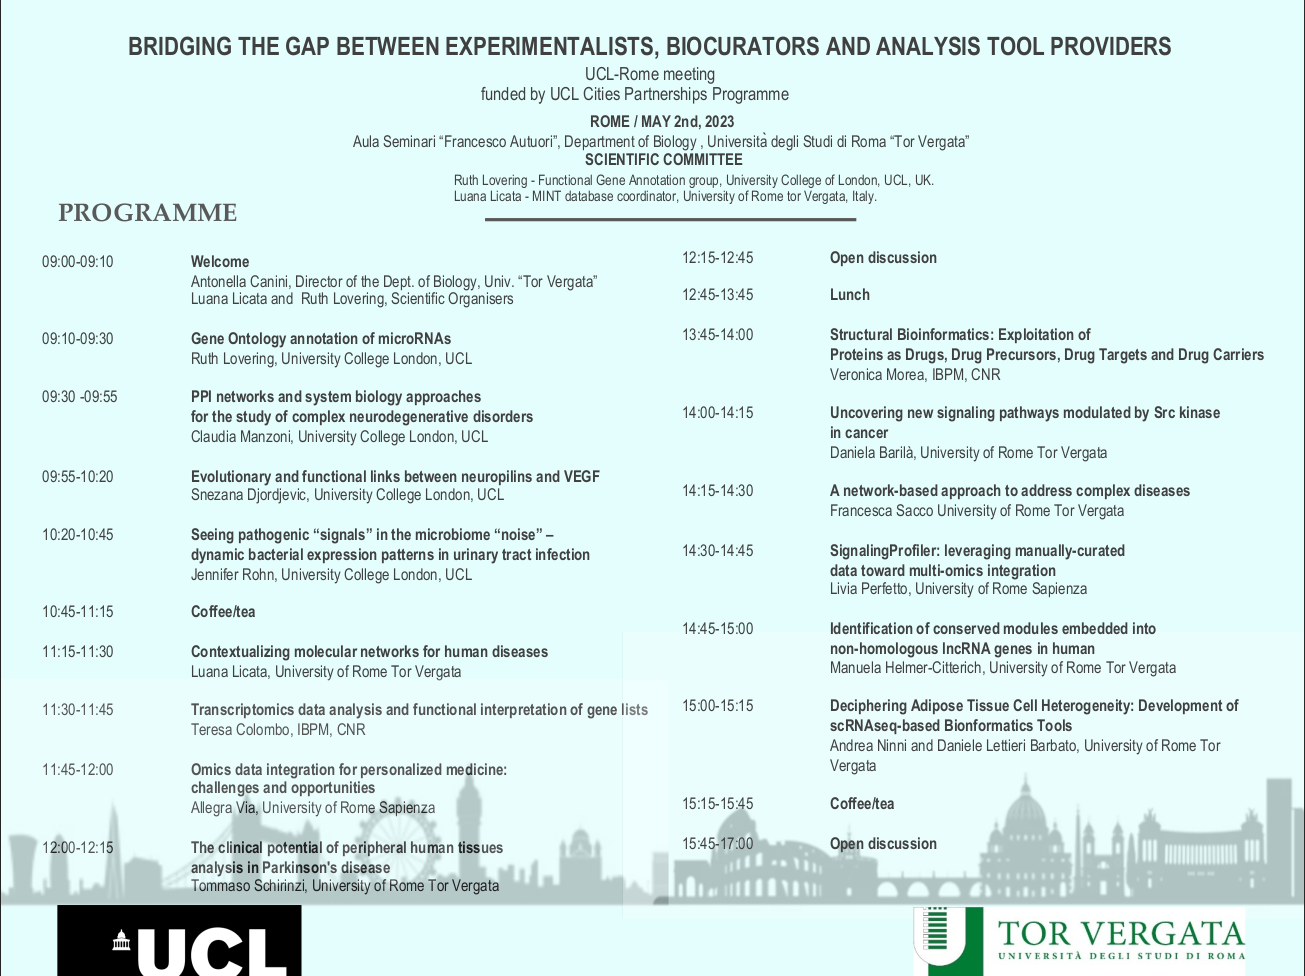 BRIDGING THE GAP BETWEEN EXPERIMENTALISTS, BIOCURATORS AND ANALYSIS TOOL PROVIDERS
UCL-Rome meeting
funded by UCL Cities Partnerships Programme
ROME / MAY 2nd, 2023
Aula Seminari “Francesco Autuori”, Department of Biology , Università degli Studi di Roma “Tor Vergata”
SCIENTIFIC COMMITTEE
Ruth Lovering - Functional Gene Annotation group, University College of London, UCL, UK.
Luana Licata - MINT database coordinator, University of Rome tor Vergata, Italy.
PROGRAMME
09:00-09:10 Welcome
Antonella Canini, Director of the Dept. of Biology, Univ. “Tor Vergata”
Luana Licata and Ruth Lovering, Scientific Organisers
09:10-09:30 Gene Ontology annotation of microRNAs
Ruth Lovering, University College London, UCL
09:30 -09:55 PPI networks and system biology approaches
for the study of complex neurodegenerative disorders
Claudia Manzoni, University College London, UCL
09:55-10:20 Evolutionary and functional links between neuropilins and VEGF
Snezana Djordjevic, University College London, UCL
10:20-10:45 Seeing pathogenic “signals” in the microbiome “noise” –
dynamic bacterial expression patterns in urinary tract infection
Jennifer Rohn, University College London, UCL
10:45-11:15 Coffee/tea
11:15-11:30 Contextualizing molecular networks for human diseases
Luana Licata, University of Rome Tor Vergata
11:30-11:45 Transcriptomics data analysis and functional interpretation of gene lists
Teresa Colombo, IBPM, CNR
11:45-12:00 Omics data integration for personalized medicine:
challenges and opportunities
Allegra Via, University of Rome Sapienza
12:00-12:15 The clinical potential of peripheral human tissues
analysis in Parkinson's disease
Tommaso Schirinzi, University of Rome Tor Vergata
12:15-12:45 Open discussion
12:45-13:45 Lunch
13:45-14:00 Structural Bioinformatics: Exploitation of
Proteins as Drugs, Drug Precursors, Drug Targets and Drug Carriers
Veronica Morea, IBPM, CNR
14:00-14:15 Uncovering new signaling pathways modulated by Src kinase
in cancer
Daniela Barilà, University of Rome Tor Vergata
14:15-14:30 A network-based approach to address complex diseases
Francesca Sacco University of Rome Tor Vergata
14:30-14:45 SignalingProfiler: leveraging manually-curated
data toward multi-omics integration
Livia Perfetto, University of Rome Sapienza
14:45-15:00 Identification of conserved modules embedded into
non-homologous lncRNA genes in human
Manuela Helmer-Citterich, University of Rome Tor Vergata
15:00-15:15 Deciphering Adipose Tissue Cell Heterogeneity: Development of
scRNAseq-based Bionformatics Tools
Andrea Ninni and Daniele Lettieri Barbato, University of Rome Tor
Vergata
15:15-15:45 Coffee/tea
15:45-17:00 Open discussion
UCL
TOR VERGATA
UNIVERSITÀ DEGLI STUDI DI ROMA